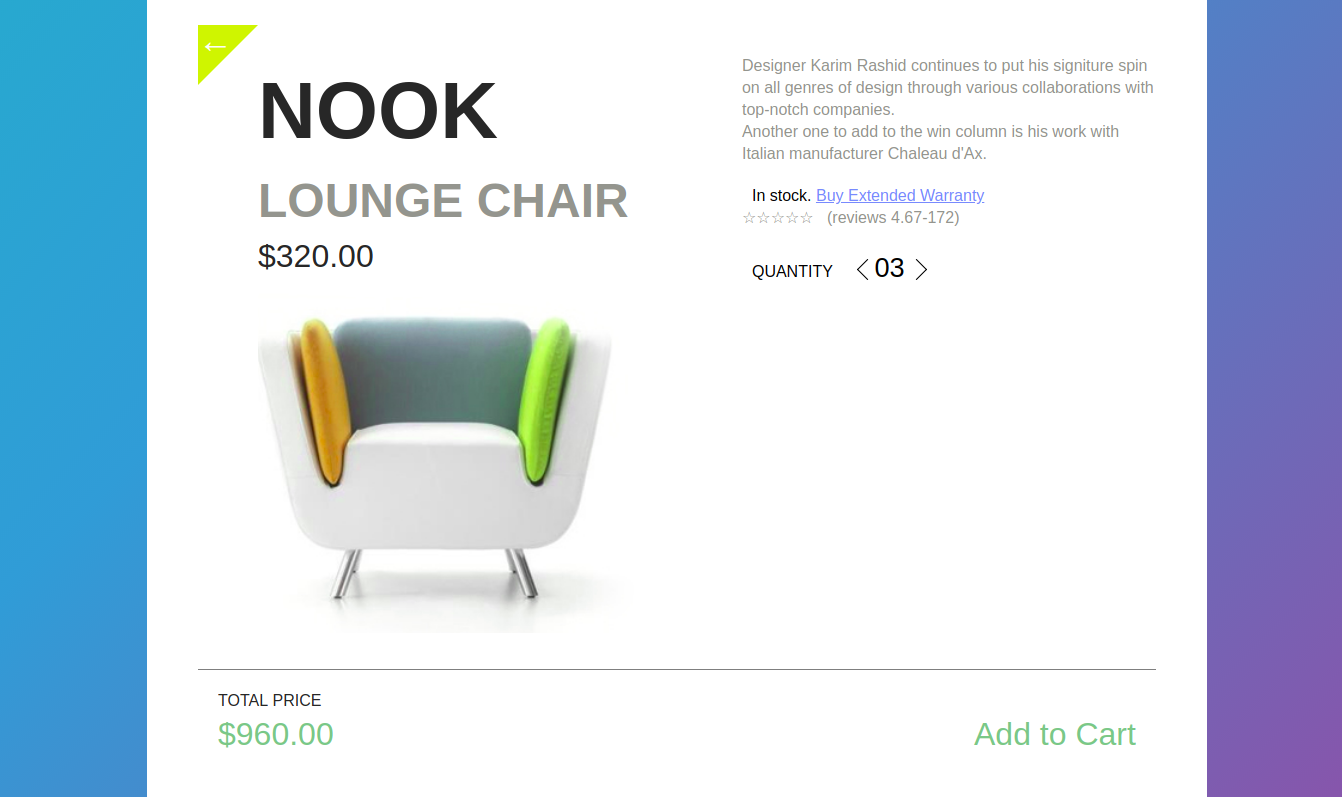 ←
NOOK
LOUNGE CHAIR
$320.00
Designer Karim Rashid continues to put his signiture spin
on all genres of design through various collaborations with
top-notch companies.
Another one to add to the win column is his work with
Italian manufacturer Chaleau d'Ax.
In stock. Buy Extended Warranty
☆☆☆☆☆ (reviews 4.67-172)
QUANTITY 03
TOTAL PRICE
$960.00
Add to Cart